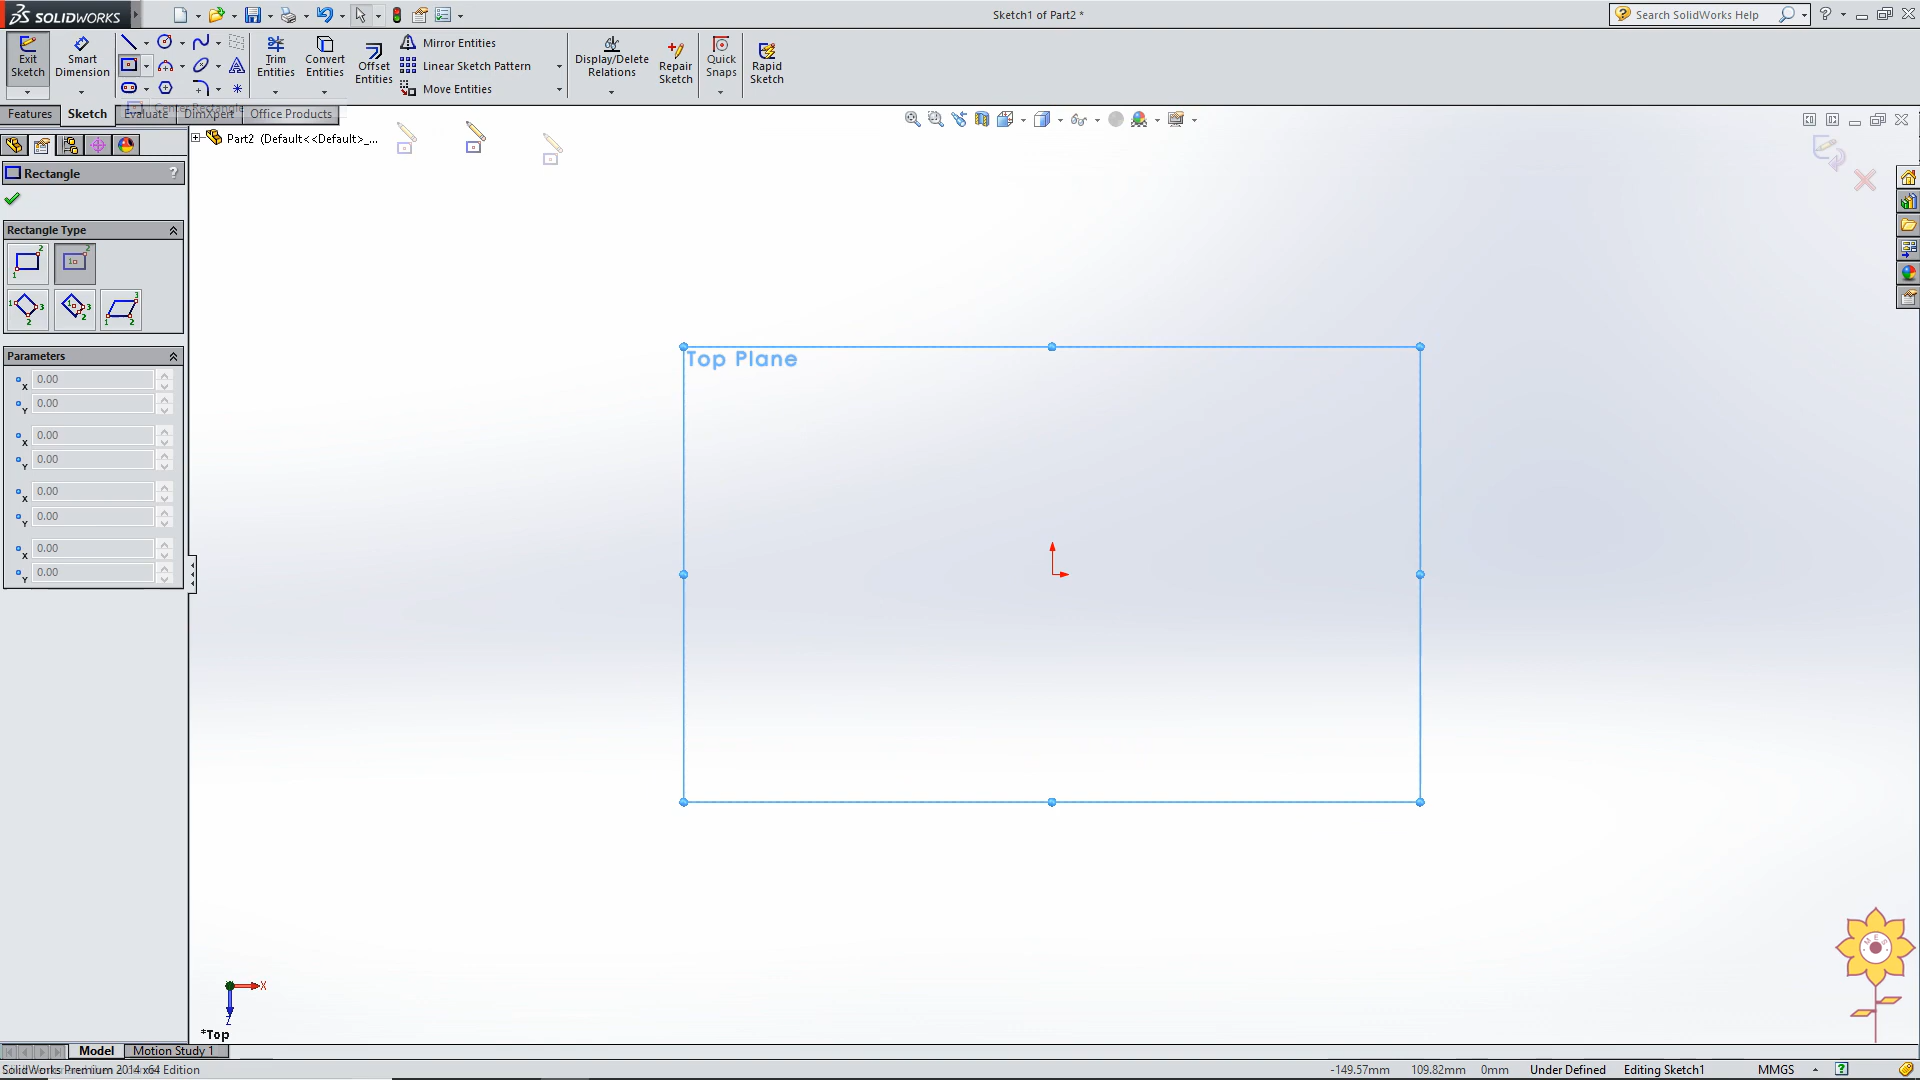 SOLIDWORKS
Sketch1 of Part2 *
Search SolidWorks Help
Exit Sketch
Smart Dimension
Trim Entities
Convert Entities
Offset Entities
Mirror Entities
Linear Sketch Pattern
Move Entities
Display/Delete Relations
Repair Sketch
Quick Snaps
Rapid Sketch
Center Rectangle
Features
Sketch
Evaluate
DimXpert
Office Products
Part2 (Default<<Default>_...
Rectangle
?
Rectangle Type
Parameters
X 0.00
Y 0.00
X 0.00
Y 0.00
X 0.00
Y 0.00
X 0.00
Y 0.00
Top Plane
X
Z
*Top
MES
Model
Motion Study 1
SolidWorks Premium 2014 x64 Edition
-149.57mm
109.82mm
0mm
Under Defined
Editing Sketch1
MMGS